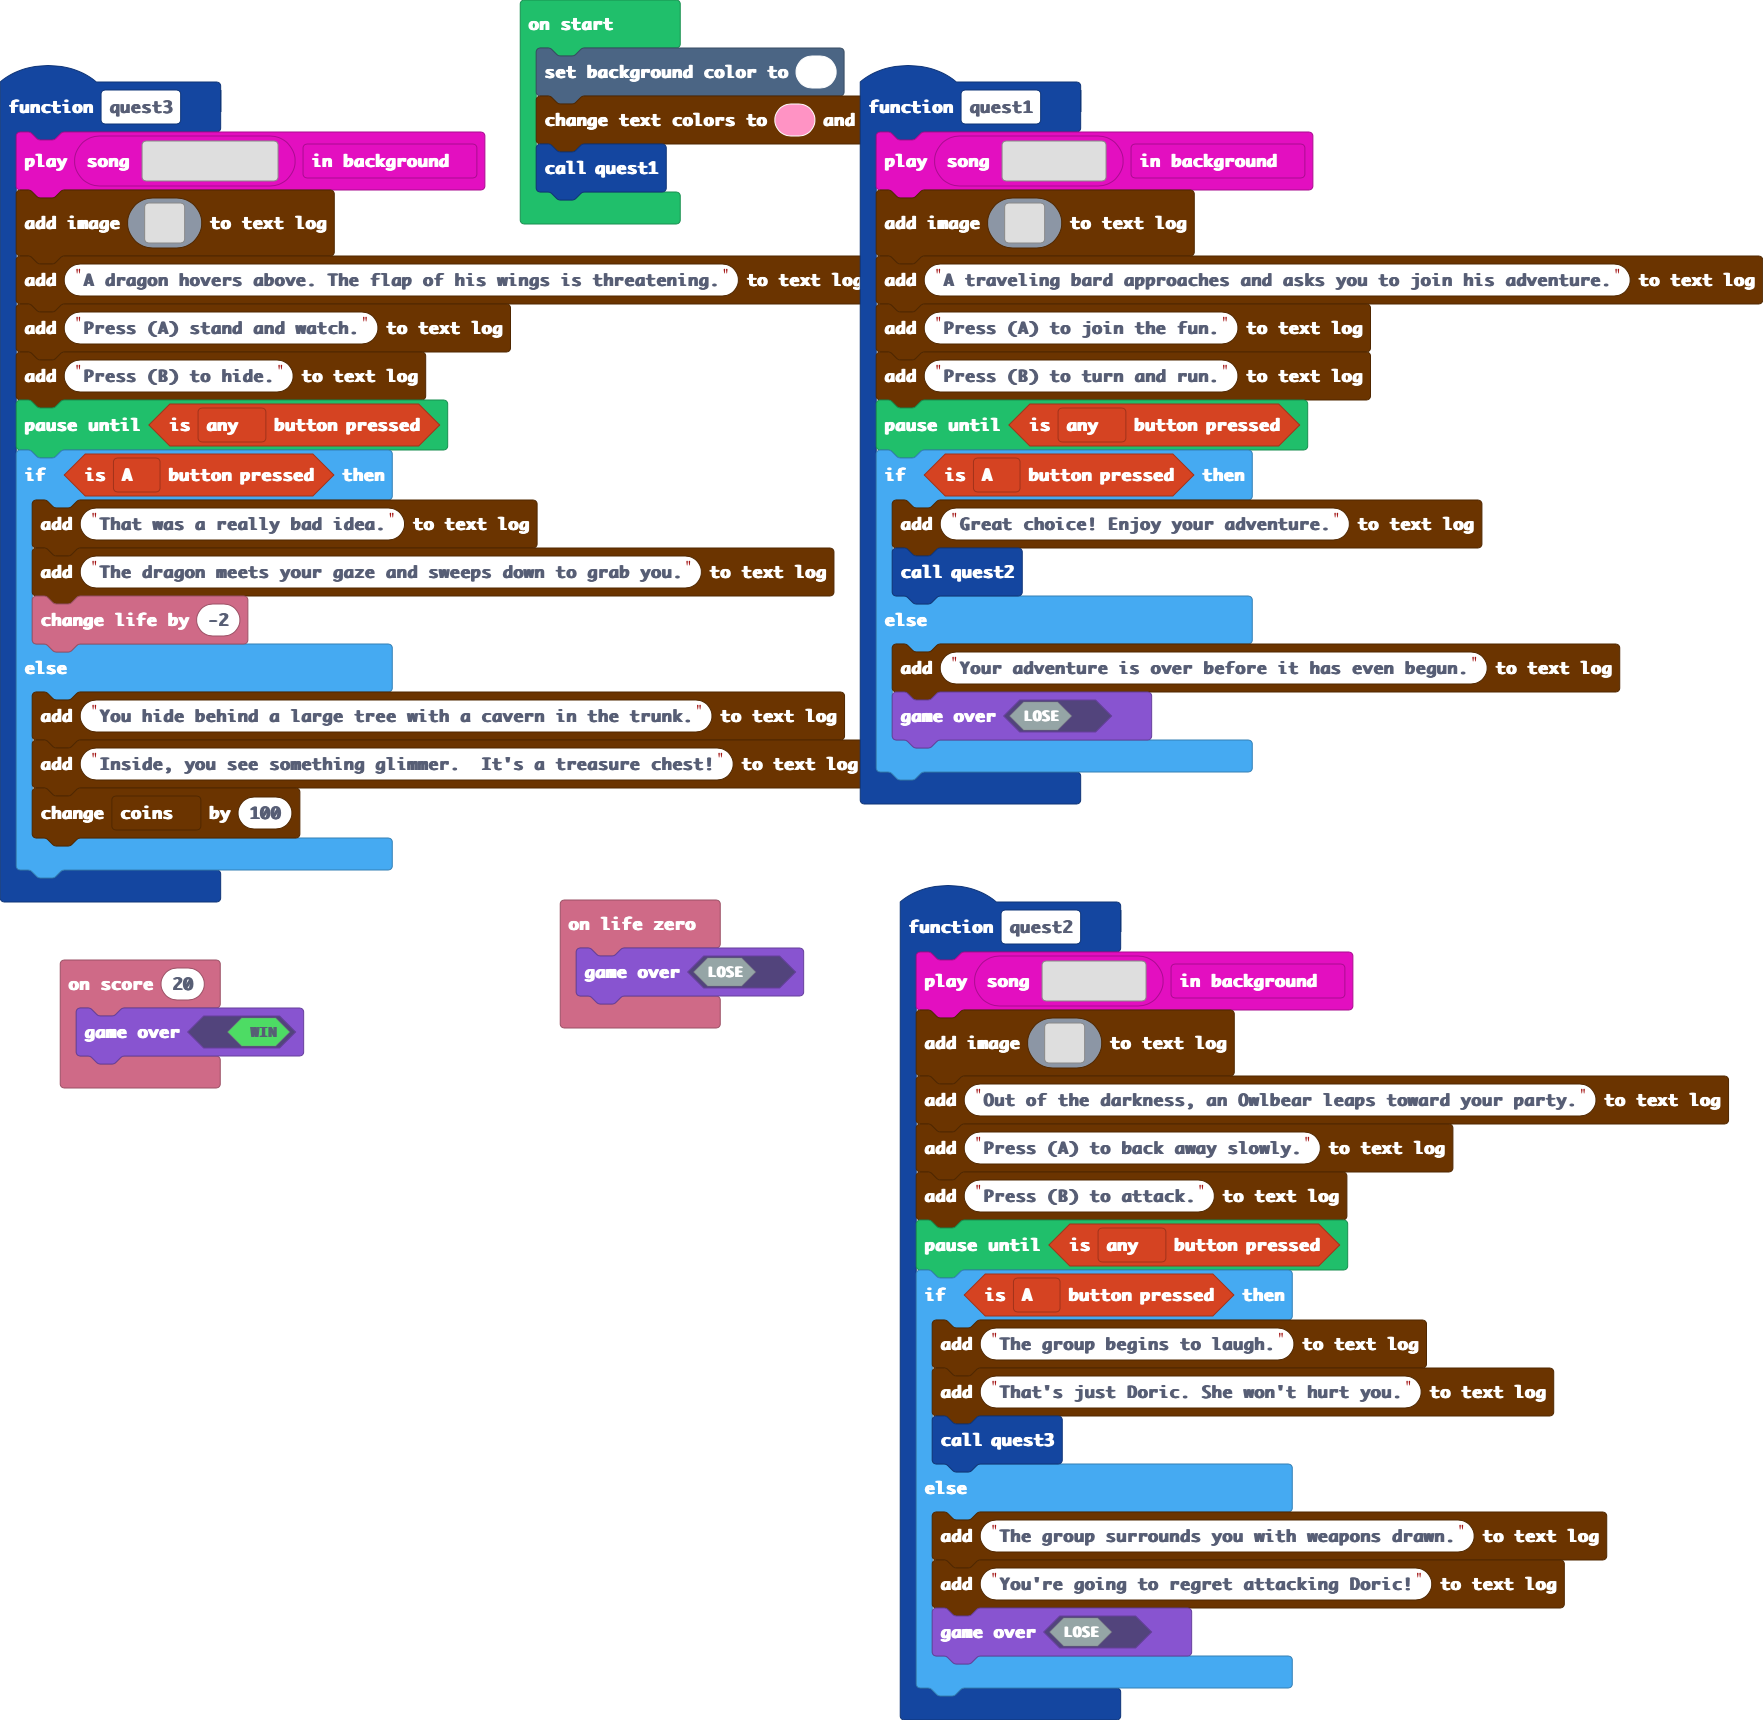 on start
set background color to
change text colors to and
call quest1
function quest3
play song in background
add image to text log
add "A dragon hovers above. The flap of his wings is threatening." to text log
add "Press (A) stand and watch." to text log
add "Press (B) to hide." to text log
pause until is any button pressed
if is A button pressed then
add "That was a really bad idea." to text log
add "The dragon meets your gaze and sweeps down to grab you." to text log
change life by -2
else
add "You hide behind a large tree with a cavern in the trunk." to text log
add "Inside, you see something glimmer.  It's a treasure chest!" to text log
change coins by 100
function quest1
play song in background
add image to text log
add "A traveling bard approaches and asks you to join his adventure." to text log
add "Press (A) to join the fun." to text log
add "Press (B) to turn and run." to text log
pause until is any button pressed
if is A button pressed then
add "Great choice! Enjoy your adventure." to text log
call quest2
else
add "Your adventure is over before it has even begun." to text log
game over LOSE
on score 20
game over WIN
on life zero
game over LOSE
function quest2
play song in background
add image to text log
add "Out of the darkness, an Owlbear leaps toward your party." to text log
add "Press (A) to back away slowly." to text log
add "Press (B) to attack." to text log
pause until is any button pressed
if is A button pressed then
add "The group begins to laugh." to text log
add "That's just Doric. She won't hurt you." to text log
call quest3
else
add "The group surrounds you with weapons drawn." to text log
add "You're going to regret attacking Doric!" to text log
game over LOSE